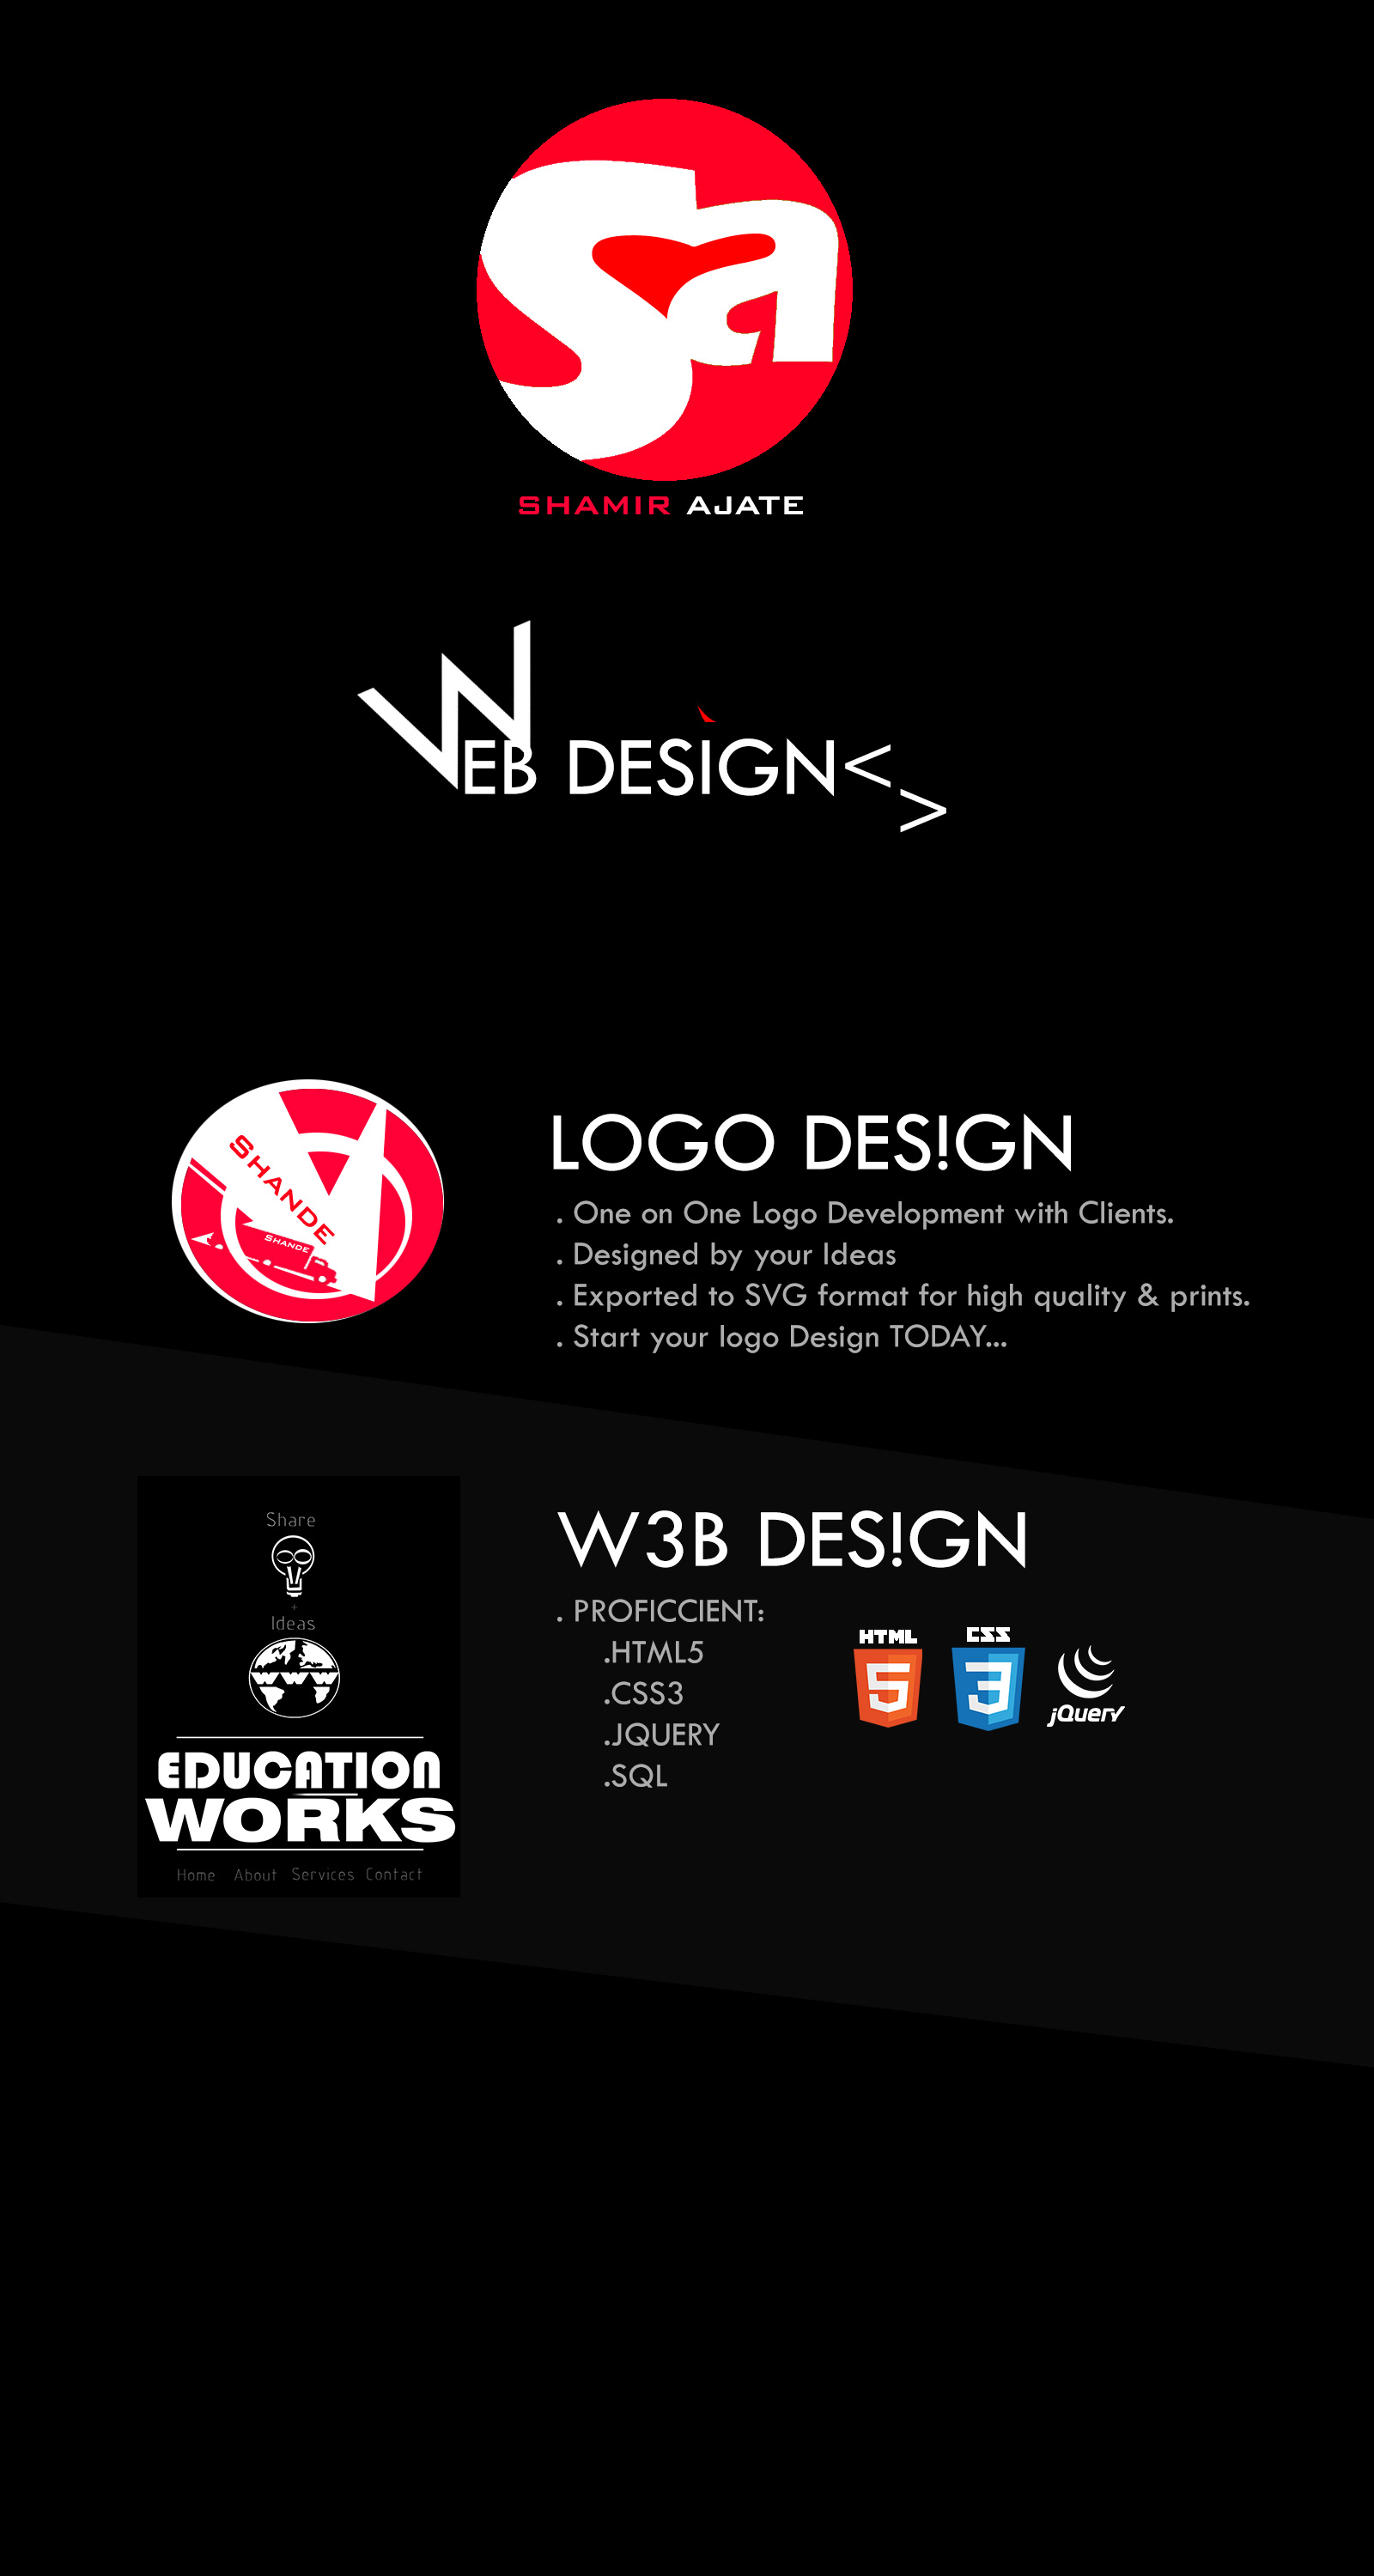 Sa
SHAMIR AJATE
WEB DESIGN<>
SHANDE
SHANDE
LOGO DES!GN
. One on One Logo Development with Clients.
. Designed by your Ideas
. Exported to SVG format for high quality & prints.
. Start your logo Design TODAY...
Share
+
Ideas
www
EDUCATION
WORKS
Home About Services Contact
W3B DES!GN
. PROFICCIENT:
.HTML5
.CSS3
.JQUERY
.SQL
HTML
5
CSS
3
jQuery